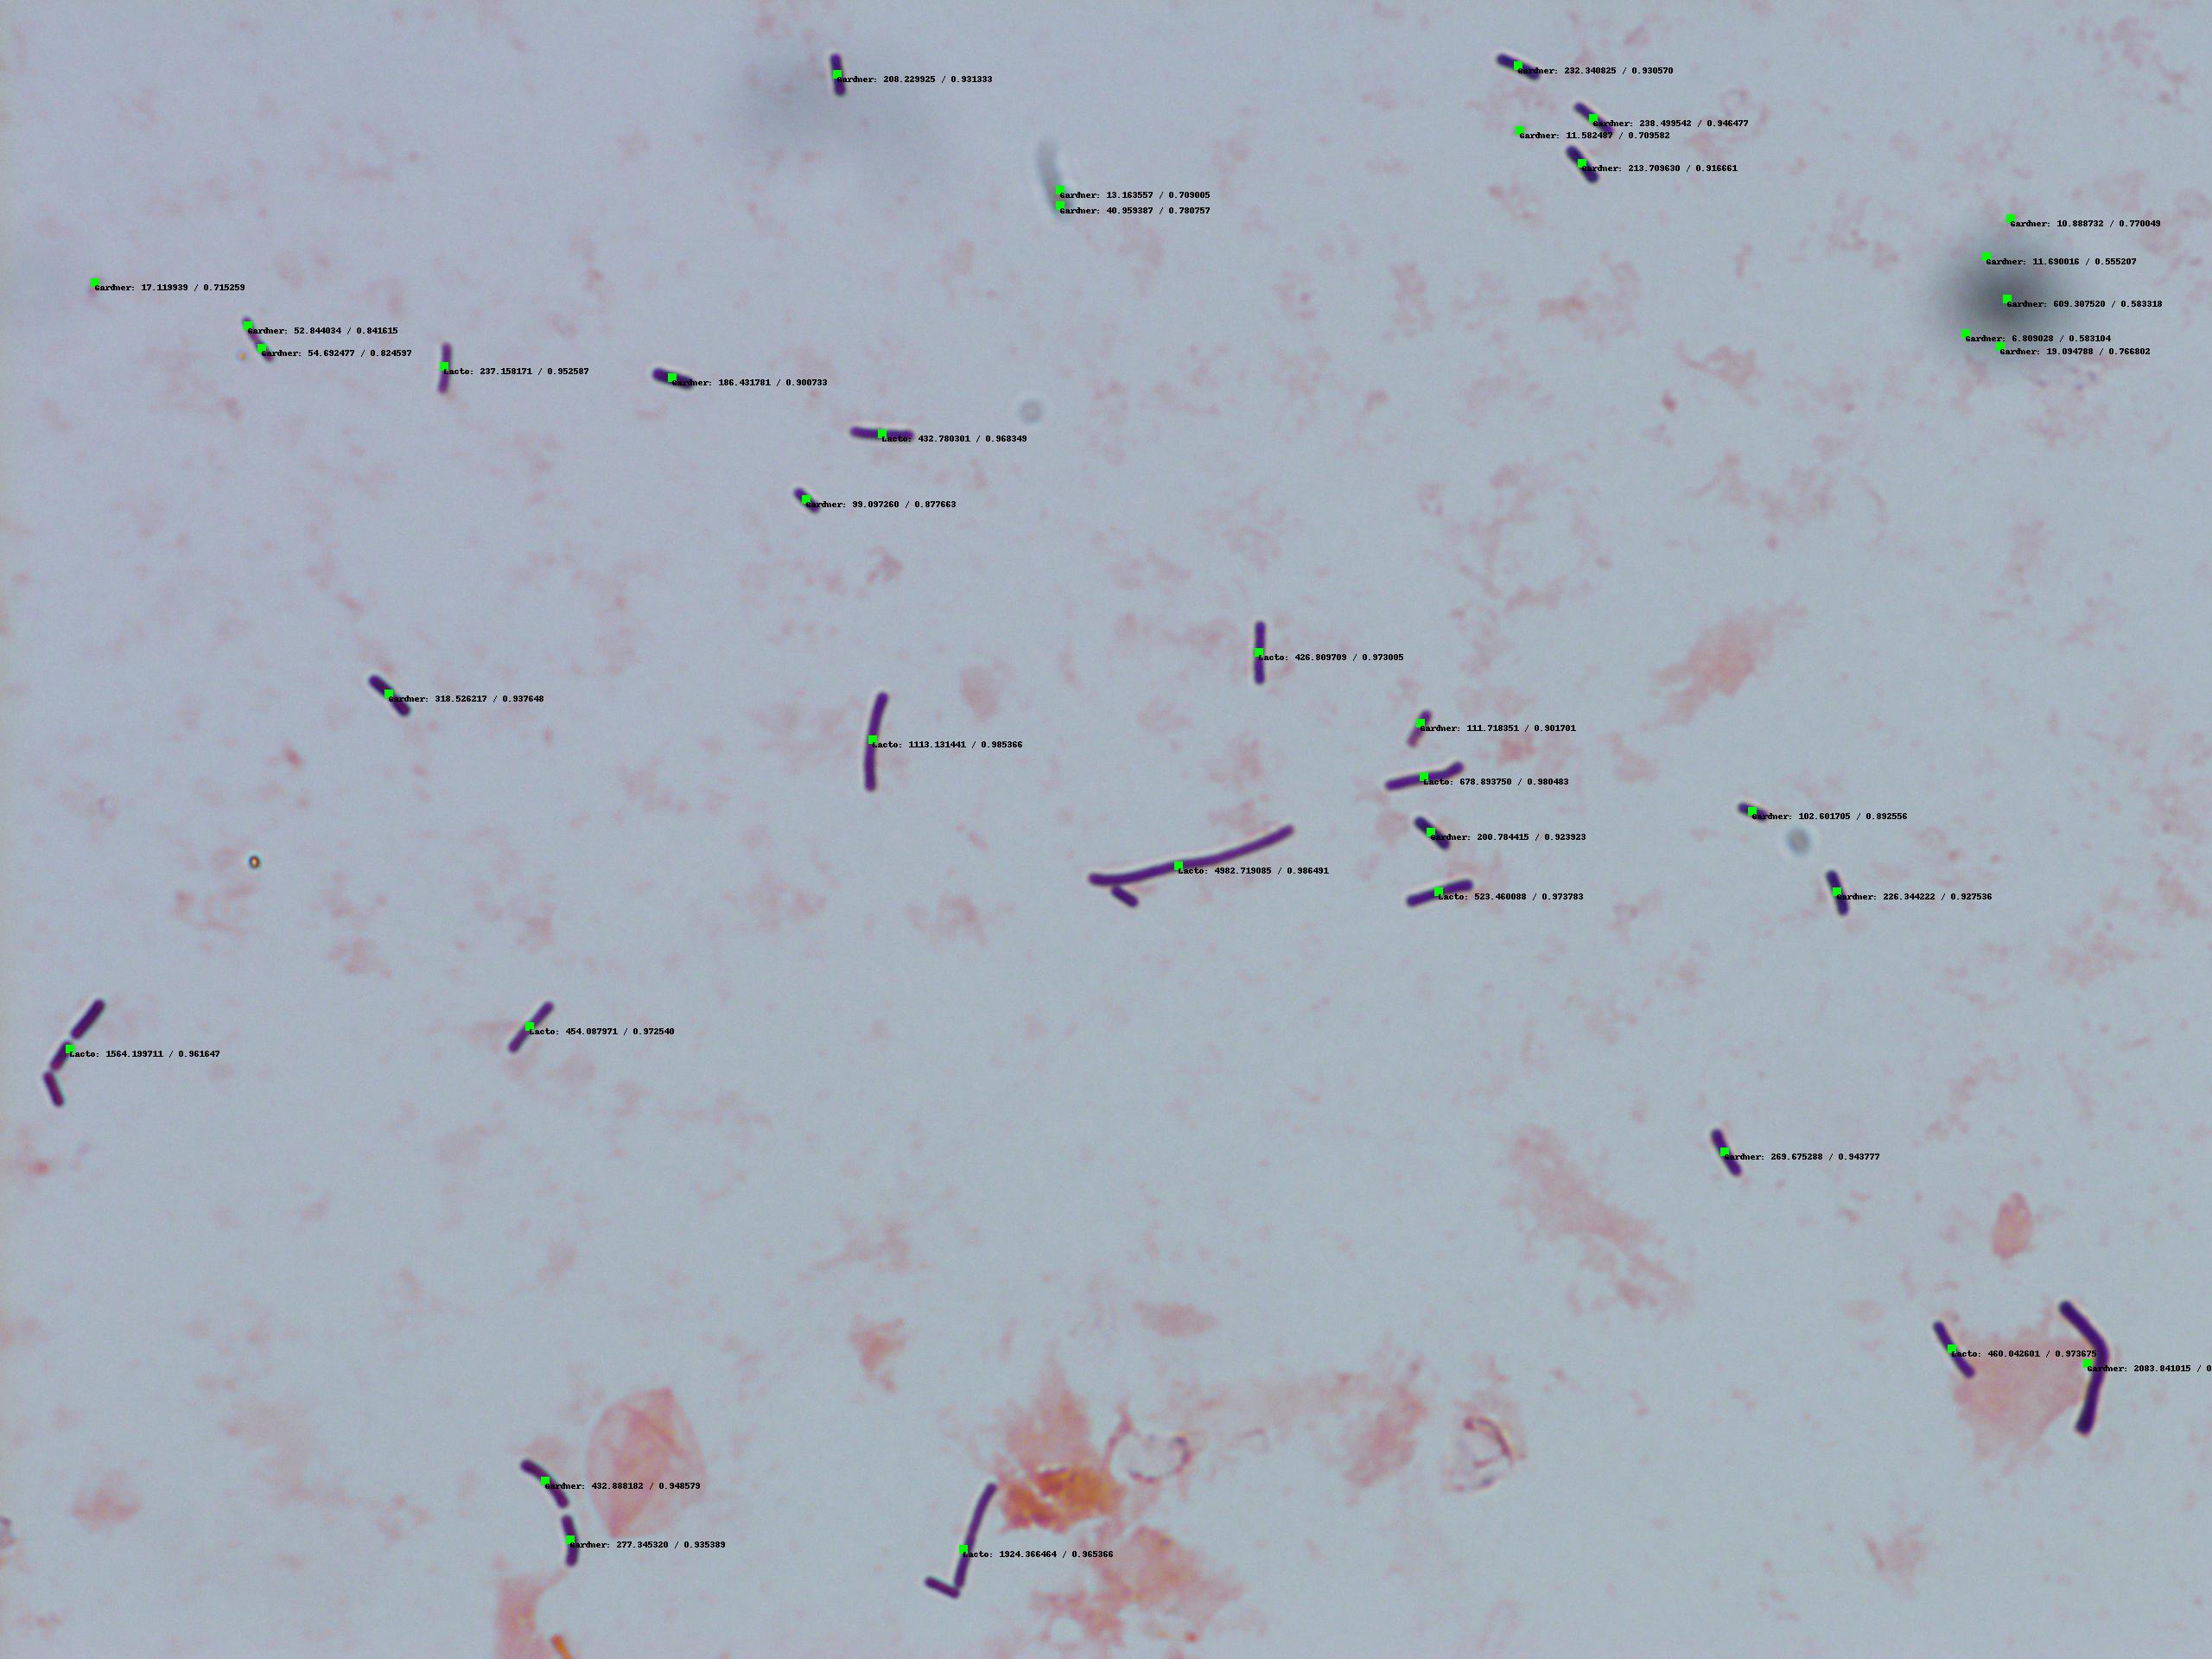 Gardner: 232.340825 / 0.930570
Gardner: 208.229925 / 0.931333
Gardner: 238.499542 / 0.946477
Gardner: 11.582487 / 0.709582
Gardner: 213.709630 / 0.916661
Gardner: 13.163557 / 0.709005
Gardner: 40.959387 / 0.780757
Gardner: 10.888732 / 0.770049
Gardner: 11.690016 / 0.555207
Gardner: 17.119939 / 0.715259
Gardner: 609.307520 / 0.583318
Gardner: 52.844034 / 0.841615
Gardner: 6.809028 / 0.583104
Gardner: 19.094788 / 0.766802
Gardner: 54.692477 / 0.824597
Lacto: 237.158171 / 0.952587
Gardner: 186.431781 / 0.900733
Lacto: 432.780301 / 0.968349
Gardner: 99.097260 / 0.877663
Lacto: 426.809709 / 0.973005
Gardner: 318.526217 / 0.937648
Gardner: 111.718351 / 0.901701
Lacto: 1113.131441 / 0.985366
Lacto: 678.893750 / 0.980483
Gardner: 102.601705 / 0.892556
Gardner: 200.784415 / 0.923923
Lacto: 4982.719085 / 0.986491
Lacto: 523.460088 / 0.973783
Gardner: 226.344222 / 0.927536
Lacto: 454.087971 / 0.972540
Lacto: 1564.199711 / 0.961647
Gardner: 269.675288 / 0.943777
Lacto: 460.042601 / 0.973675
Gardner: 2083.841015 / 0
Gardner: 432.888182 / 0.948579
Gardner: 277.345320 / 0.935389
Lacto: 1924.366464 / 0.965366